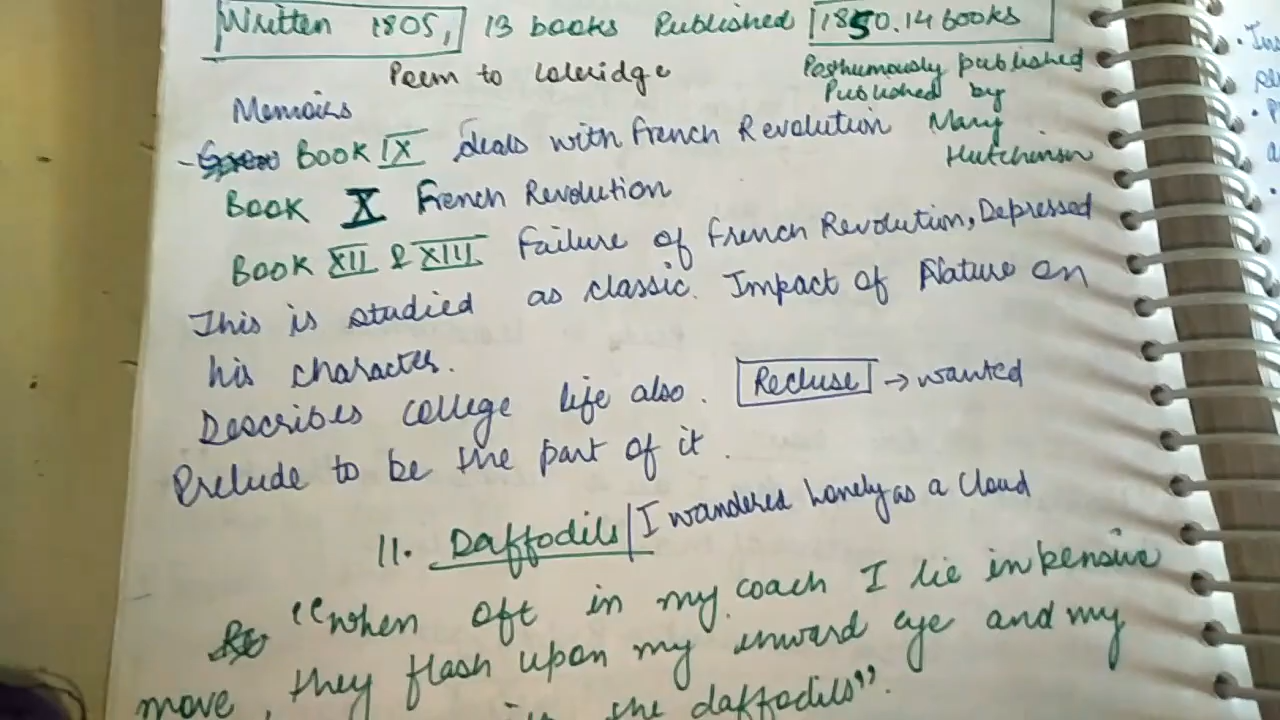 Written 1805, 13 books Published 1850. 14 books
Poem to Coleridge Posthumously published
Published by
Memoirs Mary
- Book IX deals with French Revolution Hutchinson
Book X French Revolution
Book XII & XIII Failure of French Revolution, Depressed
This is studied as classic. Impact of Nature on
his character.
Describes college life also. Recluse → wanted
Prelude to be the part of it.
11. Daffodils/I wandered lonely as a Cloud
"when oft in my coach I lie in pensive
move, they flash upon my inward eye and my
the daffodils".